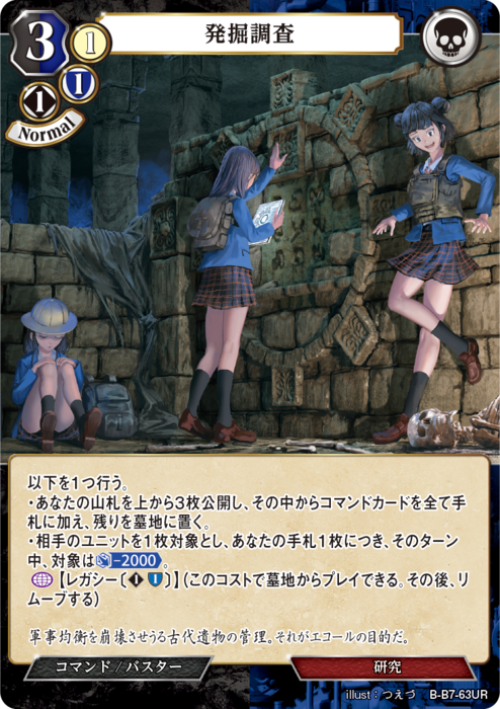 発掘調査
3
1
1
1
Normal
以下を1つ行う。
・あなたの山札を上から3枚公開し、その中からコマンドカードを全て手
札に加え、残りを墓地に置く。
・相手のユニットを1枚対象とし、あなたの手札1枚につき、そのターン
中、対象は-2000。
【レガシー〔1 1〕】(このコストで墓地からプレイできる。その後、リ
ムーブする)
軍事均衡を崩壊させうる古代遺物の管理。それがエコールの目的だ。
コマンド / バスター
研究
illust : つえづ B-B7-63UR